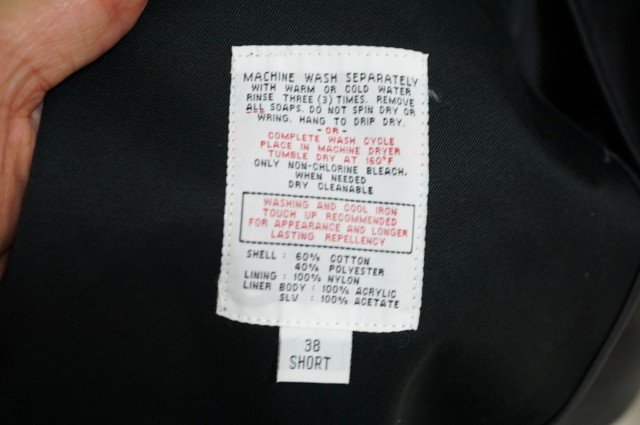 MACHINE WASH SEPARATELY
WITH WARM OR COLD WATER
RINSE THREE (3) TIMES. REMOVE
ALL SOAPS. DO NOT SPIN DRY OR
WRING. HANG TO DRIP DRY.
- OR -
COMPLETE WASH CYCLE
PLACE IN MACHINE DRYER
TUMBLE DRY AT 160°F
ONLY NON-CHLORINE BLEACH,
WHEN NEEDED
DRY CLEANABLE
WASHING AND COOL IRON
TOUCH UP RECOMMENDED
FOR APPEARANCE AND LONGER
LASTING REPELLENCY
SHELL : 60% COTTON
40% POLYESTER
LINING : 100% NYLON
LINER BODY : 100% ACRYLIC
SLV : 100% ACETATE
38
SHORT